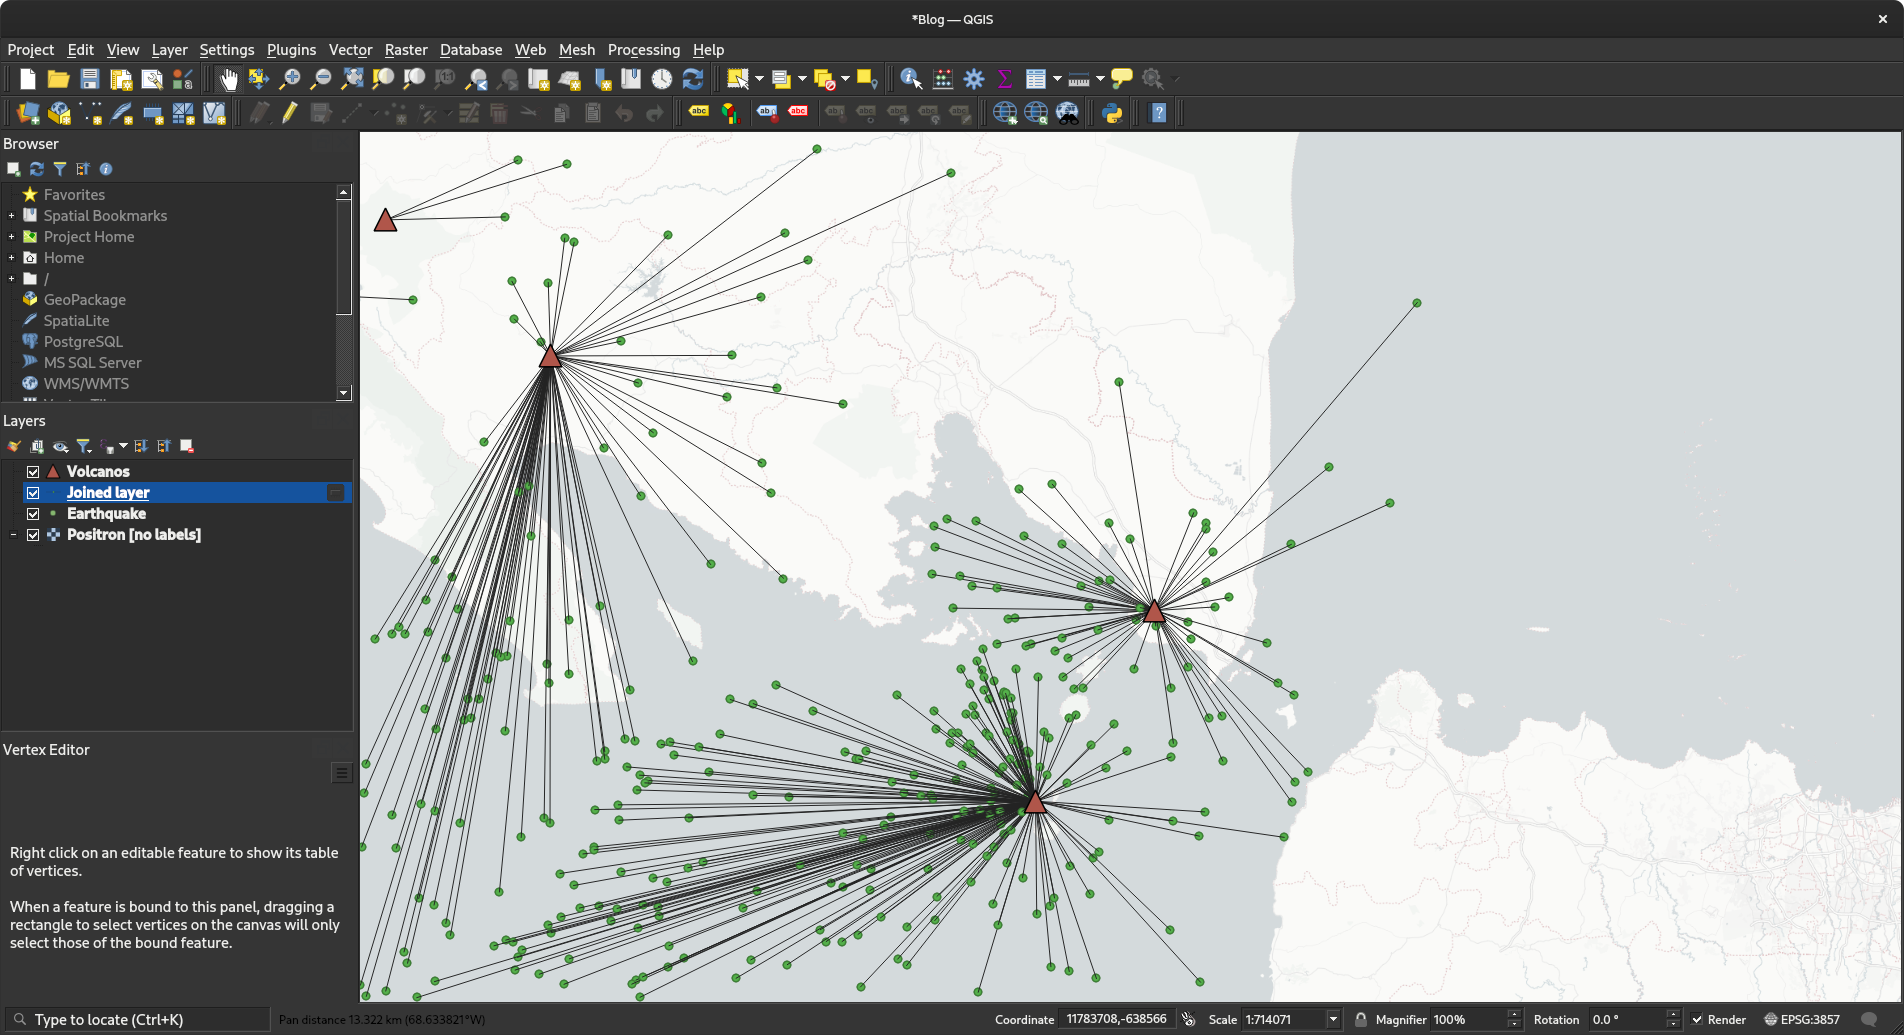 *Blog — QGIS
Project Edit View Layer Settings Plugins Vector Raster Database Web Mesh Processing Help
Browser
Favorites
Spatial Bookmarks
Project Home
Home
/
GeoPackage
SpatiaLite
PostgreSQL
MS SQL Server
WMS/WMTS
Layers
Volcanos
Joined layer
Earthquake
Positron [no labels]
Vertex Editor
Right click on an editable feature to show its table
of vertices.
When a feature is bound to this panel, dragging a
rectangle to select vertices on the canvas will only
select those of the bound feature.
Type to locate (Ctrl+K)
Pan distance 13.322 km (68.633821°W)
Coordinate 11783708,-638566
Scale 1:714071
Magnifier 100%
Rotation 0.0 °
Render
EPSG:3857